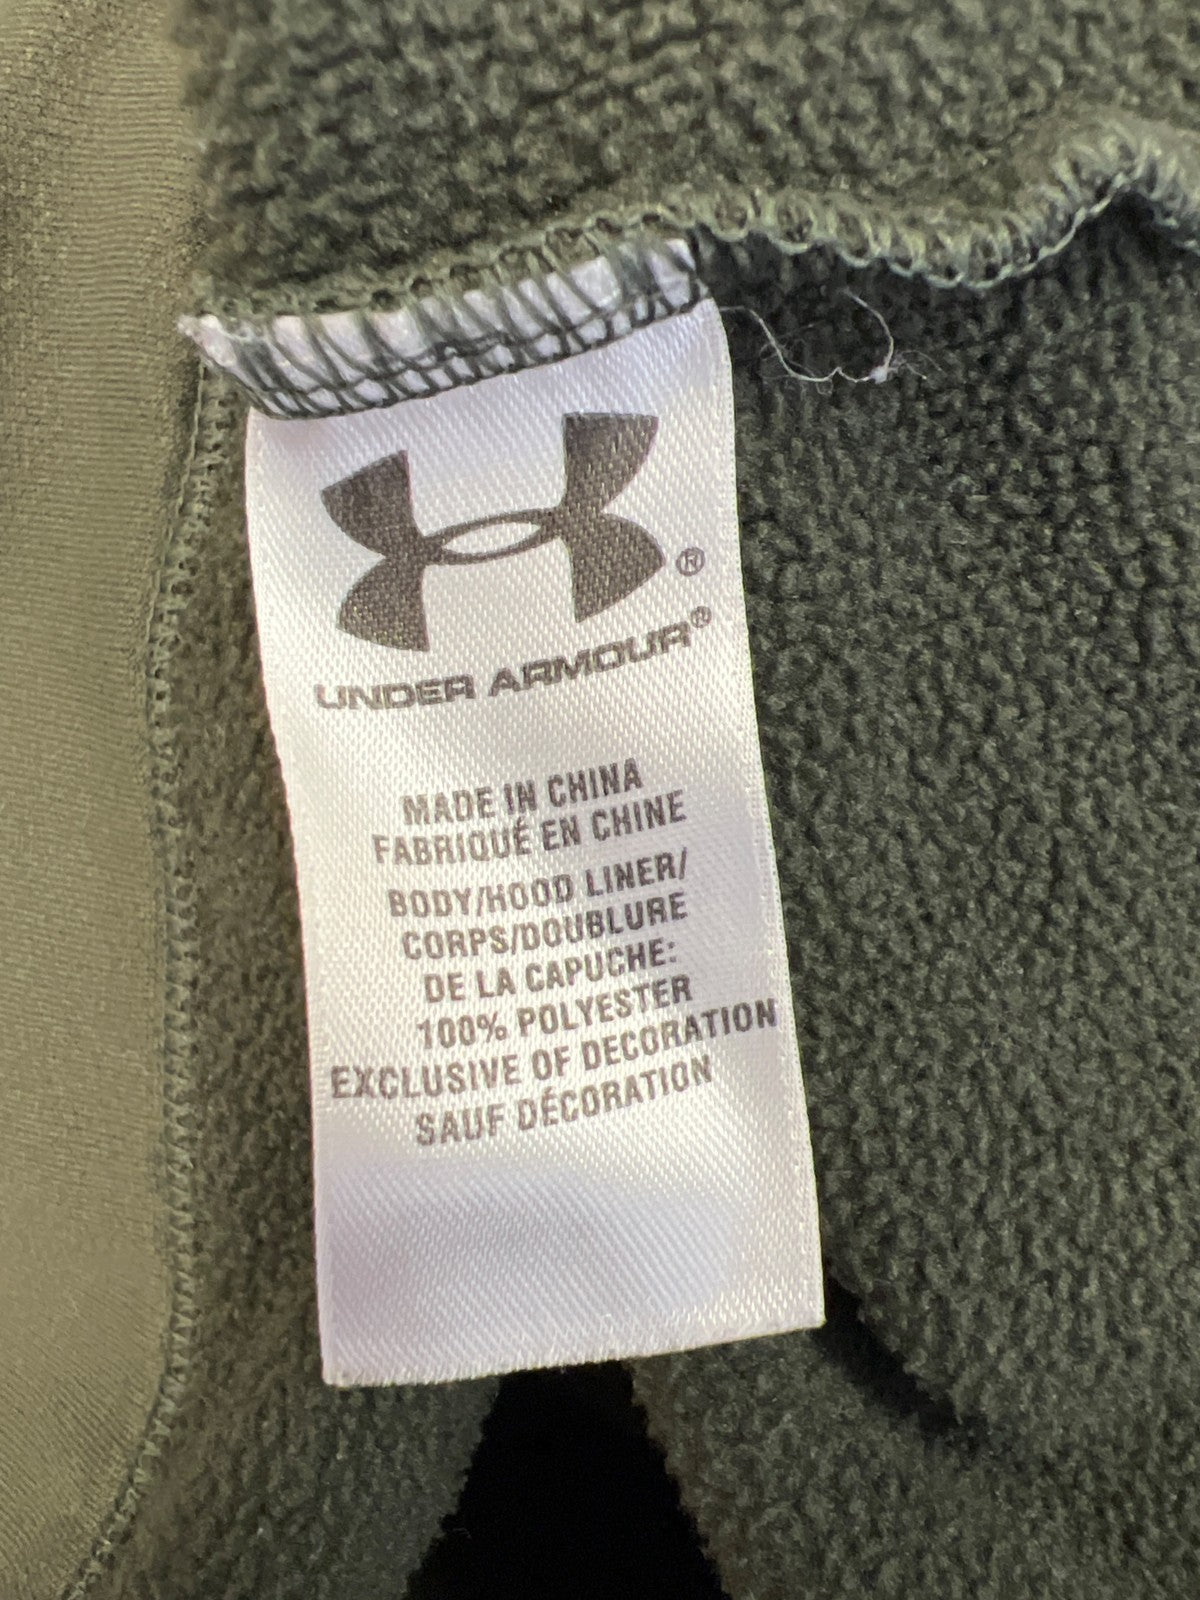 ®
UNDER ARMOUR®
MADE IN CHINA
FABRIQUÉ EN CHINE
BODY/HOOD LINER/
CORPS/DOUBLURE
DE LA CAPUCHE:
100% POLYESTER
EXCLUSIVE OF DECORATION
SAUF DÉCORATION